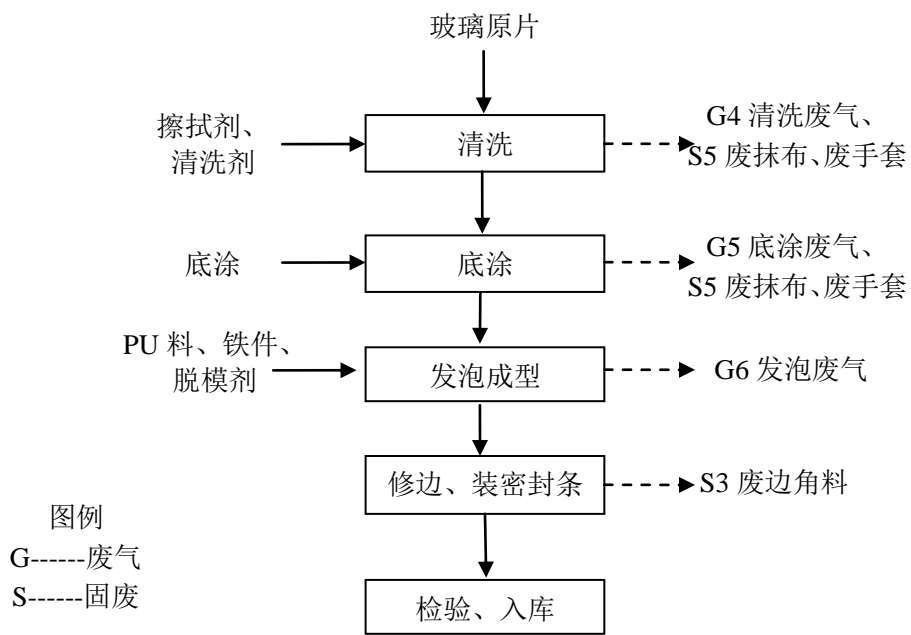 玻璃原片
擦拭剂、
清洗剂
清洗
G4 清洗废气、
S5 废抹布、废手套
底涂
底涂
G5 底涂废气、
S5 废抹布、废手套
PU 料、铁件、
脱模剂
发泡成型
G6 发泡废气
修边、装密封条
S3 废边角料
图例
G------废气
S------固废
检验、入库